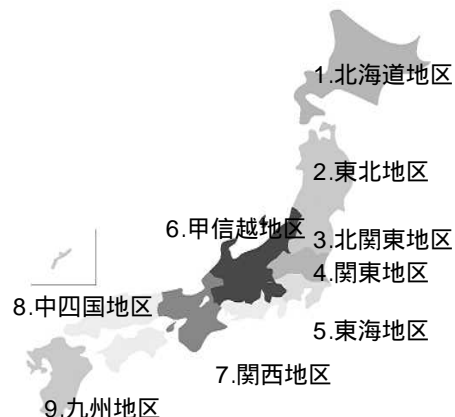 1.北海道地区
2.東北地区
6.甲信越地区
3.北関東地区
4.関東地区
8.中四国地区
5.東海地区
7.関西地区
9.九州地区